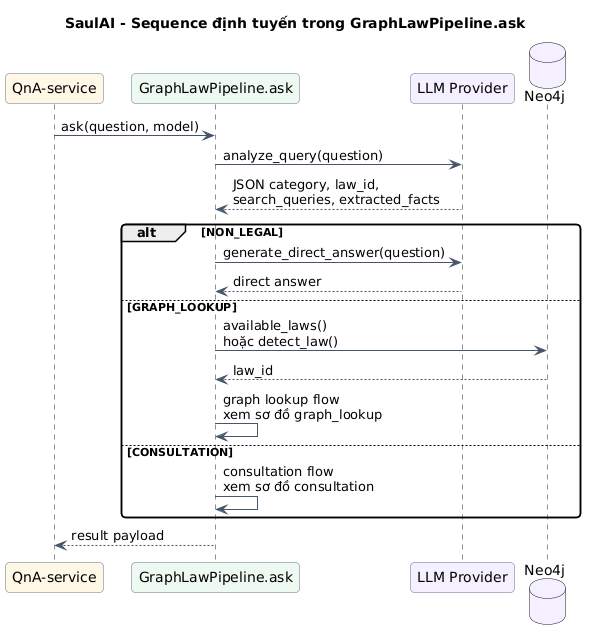 SaulAI - Sequence định tuyến trong GraphLawPipeline.ask
QnA-service
GraphLawPipeline.ask
LLM Provider
Neo4j
ask(question, model)
analyze_query(question)
JSON category, law_id,
search_queries, extracted_facts
alt
[NON_LEGAL]
generate_direct_answer(question)
direct answer
[GRAPH_LOOKUP]
available_laws()
hoặc detect_law()
law_id
graph lookup flow
xem sơ đồ graph_lookup
[CONSULTATION]
consultation flow
xem sơ đồ consultation
result payload
QnA-service
GraphLawPipeline.ask
LLM Provider
Neo4j